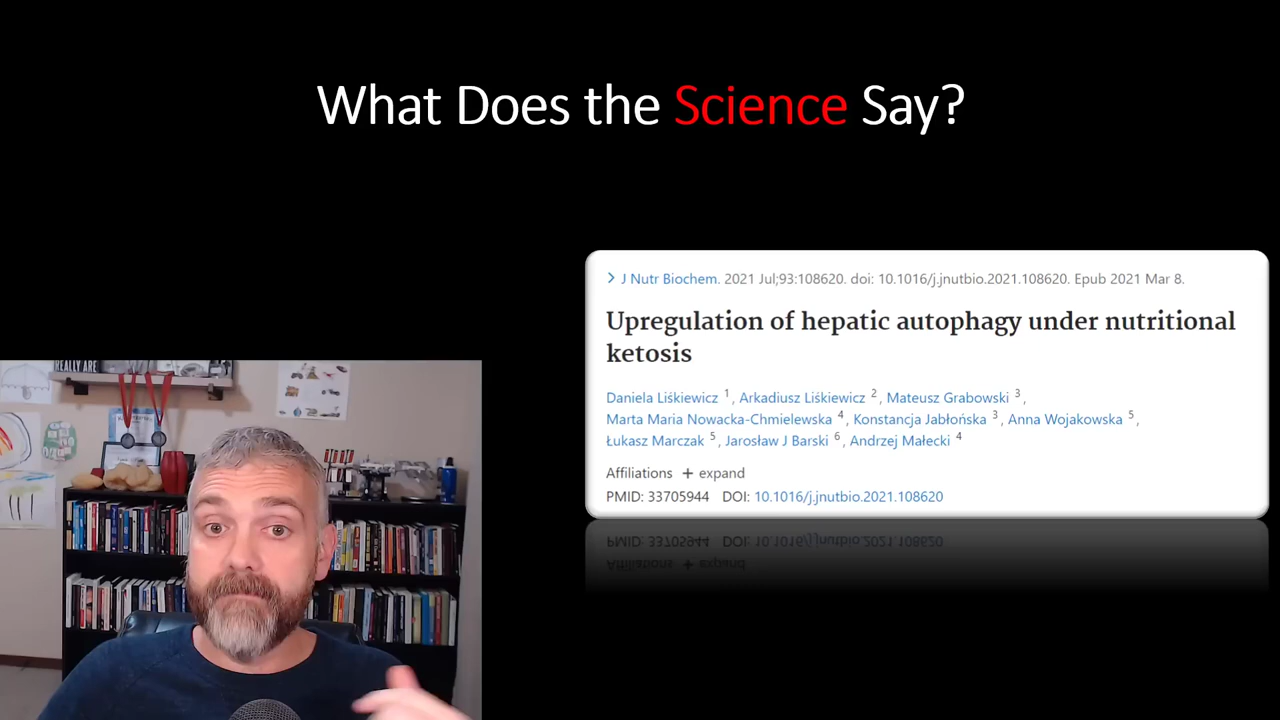 What Does the Science Say?
J Nutr Biochem. 2021 Jul;93:108620. doi: 10.1016/j.jnutbio.2021.108620. Epub 2021 Mar 8.
Upregulation of hepatic autophagy under nutritional
ketosis
Daniela Liśkiewicz 1, Arkadiusz Liśkiewicz 2, Mateusz Grabowski 3,
Marta Maria Nowacka-Chmielewska 4, Konstancja Jabłońska 3, Anna Wojakowska 5,
Łukasz Marczak 5, Jarosław J Barski 6, Andrzej Małecki 4
Affiliations + expand
PMID: 33705944 DOI: 10.1016/j.jnutbio.2021.108620
REALLY ARE